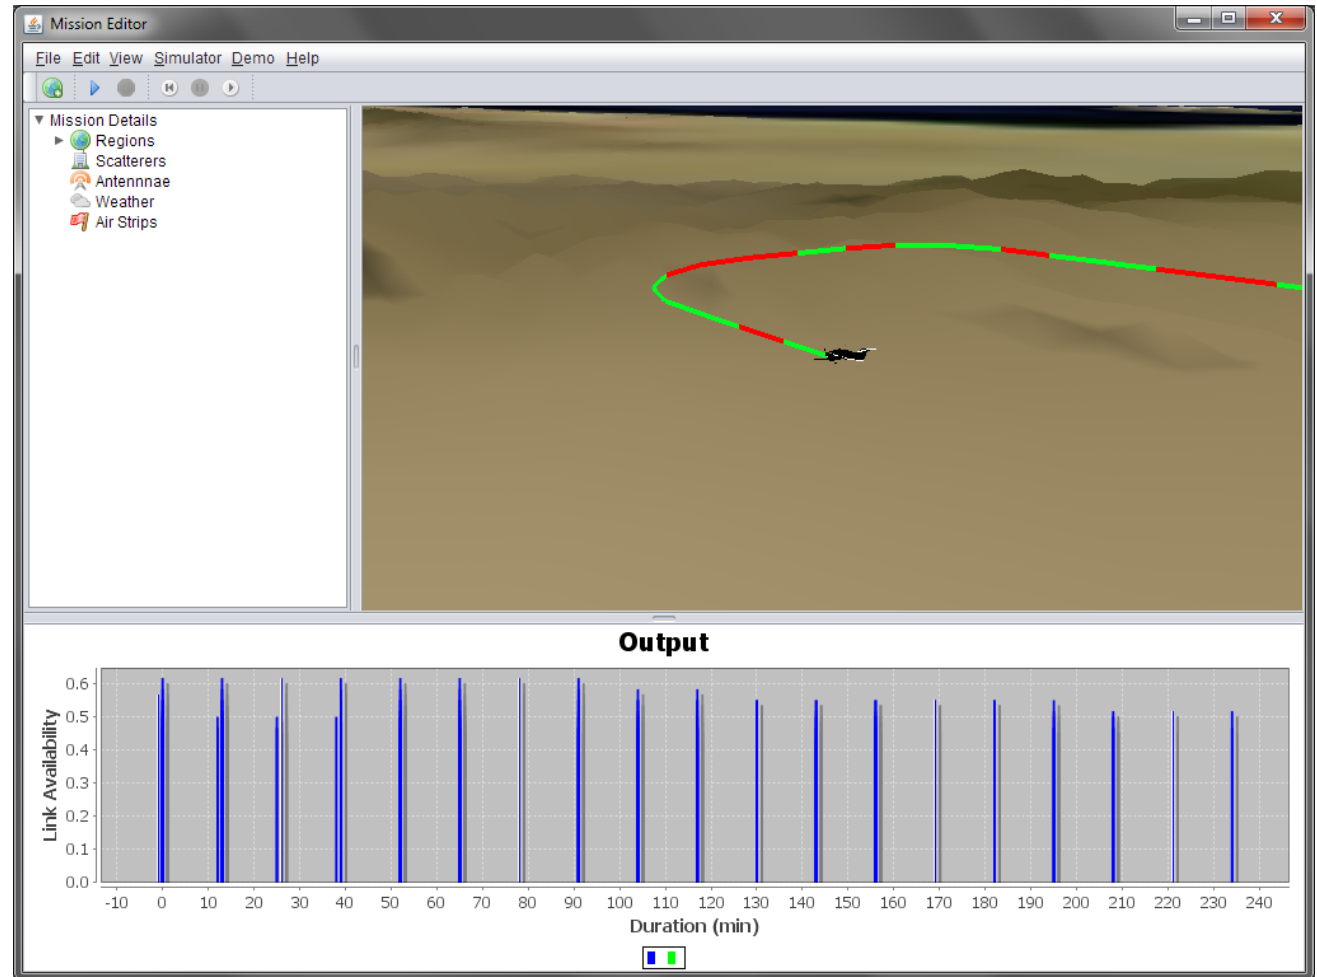 Mission Editor
File Edit View Simulator Demo Help
Mission Details
Regions
Scatterers
Antennnae
Weather
Air Strips
Output
Link Availability
0.6
0.5
0.4
0.3
0.2
0.1
0.0
-10 0 10 20 30 40 50 60 70 80 90 100 110 120 130 140 150 160 170 180 190 200 210 220 230 240
Duration (min)